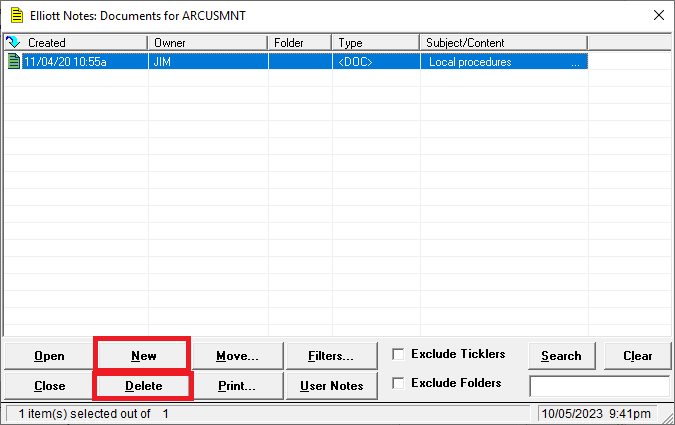 Elliott Notes: Documents for ARCUSMNT
Created Owner Folder Type Subject/Content
11/04/20 10:55a JIM <DOC> Local procedures ...
Open New Move... Filters... Exclude Ticklers Search Clear
Close Delete Print... User Notes Exclude Folders
1 item(s) selected out of 1 10/05/2023 9:41pm